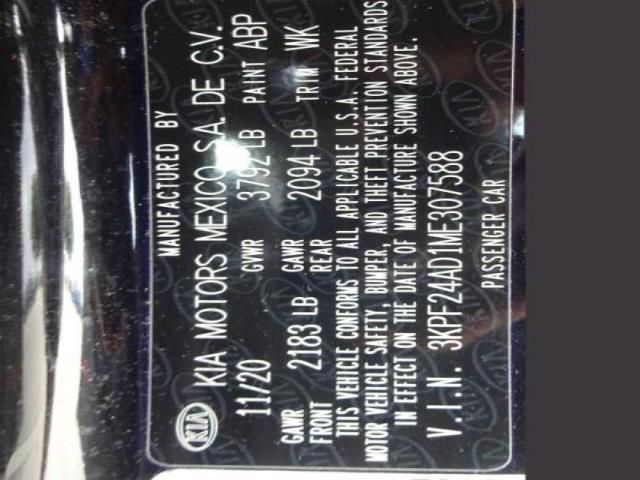 MANUFACTURED BY
KIA KIA MOTORS MEXICO S.A. DE C.V.
11/20 GVWR 3792 LB PAINT ABP
GAWR FRONT 2183 LB GAWR REAR 2094 LB TRIM WK
THIS VEHICLE CONFORMS TO ALL APPLICABLE U.S.A. FEDERAL
MOTOR VEHICLE SAFETY, BUMPER, AND THEFT PREVENTION STANDARDS
IN EFFECT ON THE DATE OF MANUFACTURE SHOWN ABOVE.
V.I.N. 3KPF24AD1ME307588
PASSENGER CAR